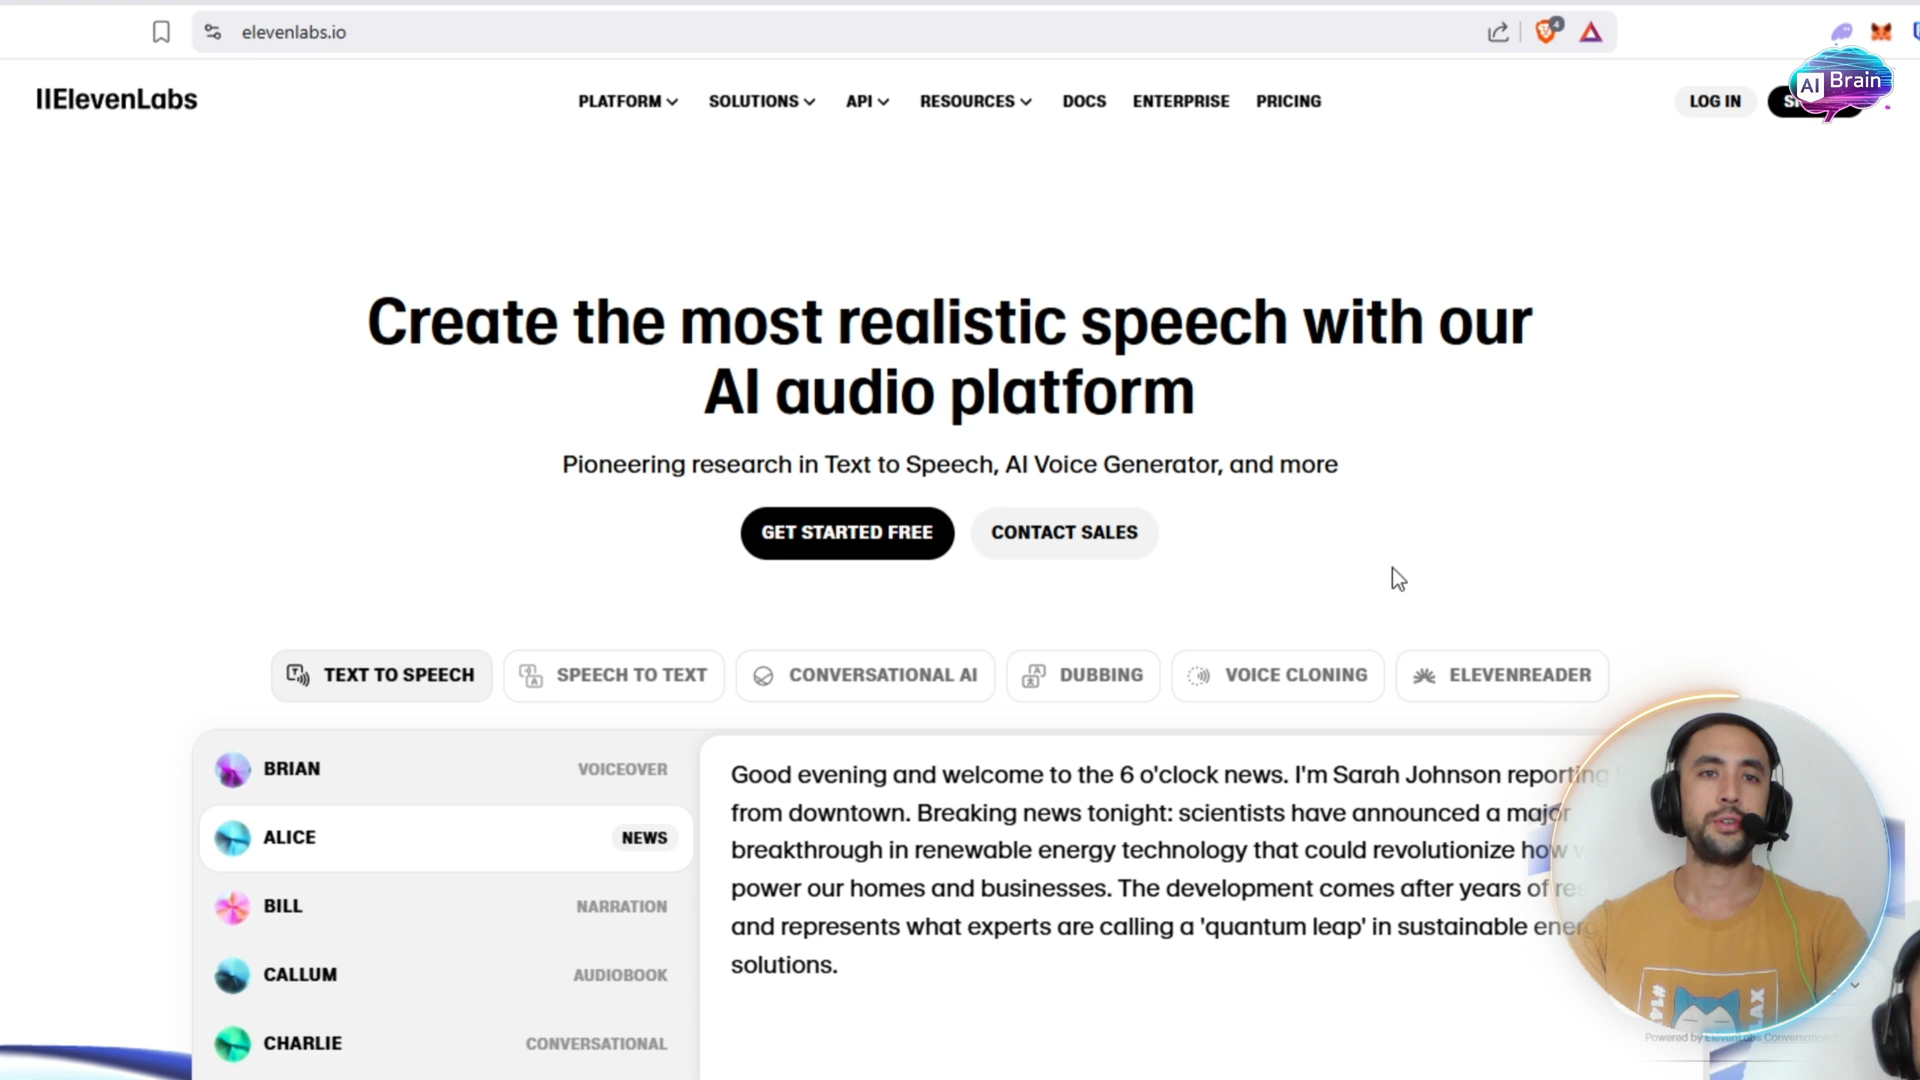 elevenlabs.io
4
AI Brain
IIElevenLabs
PLATFORM SOLUTIONS API RESOURCES DOCS ENTERPRISE PRICING
LOG IN
Create the most realistic speech with our
AI audio platform
Pioneering research in Text to Speech, AI Voice Generator, and more
GET STARTED FREE CONTACT SALES
TEXT TO SPEECH SPEECH TO TEXT CONVERSATIONAL AI DUBBING VOICE CLONING ELEVENREADER
BRIAN VOICEOVER
ALICE NEWS
BILL NARRATION
CALLUM AUDIOBOOK
CHARLIE CONVERSATIONAL
Good evening and welcome to the 6 o'clock news. I'm Sarah Johnson reporting
from downtown. Breaking news tonight: scientists have announced a major
breakthrough in renewable energy technology that could revolutionize how
power our homes and businesses. The development comes after years of
and represents what experts are calling a 'quantum leap' in sustainable
solutions.
Powered by ElevenLabs